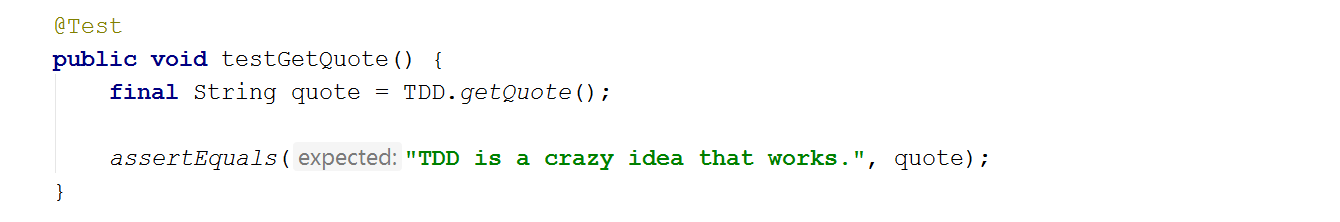 @Test
public void testGetQuote() {
final String quote = TDD.getQuote();
assertEquals( expected: "TDD is a crazy idea that works.", quote);
}